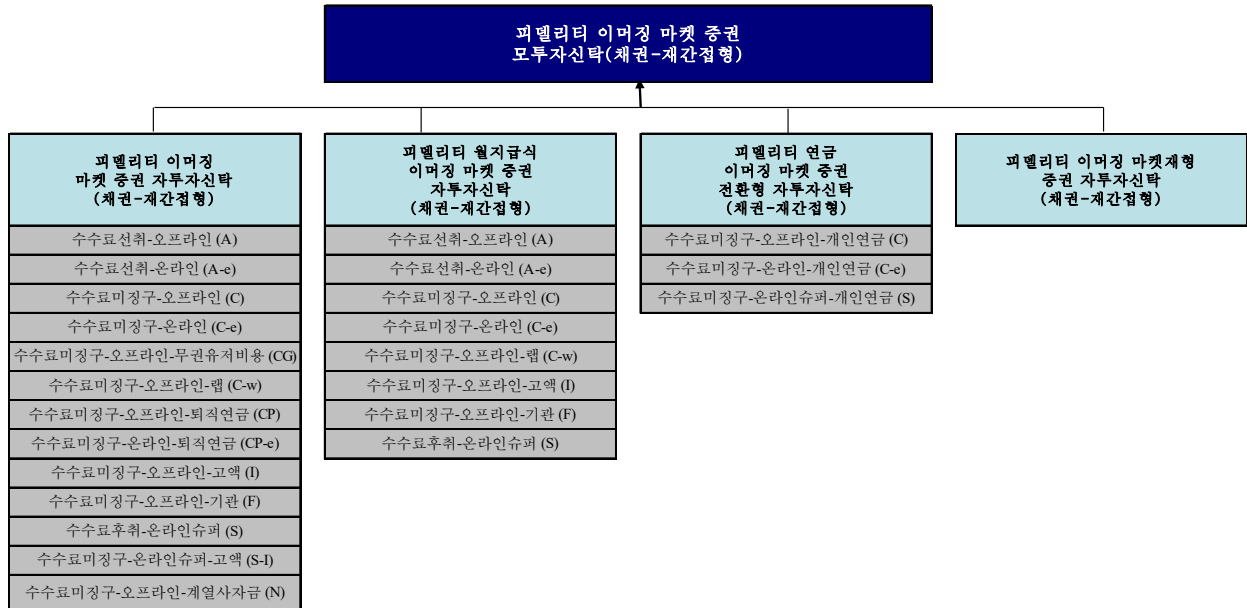 피델리티 이머징 마켓 증권
모투자신탁(채권-재간접형)
피델리티 이머징
마켓 증권 자투자신탁
(채권-재간접형)
수수료선취-오프라인 (A)
수수료선취-온라인 (A-e)
수수료미징구-오프라인 (C)
수수료미징구-온라인 (C-e)
수수료미징구-오프라인-무권유저비용 (CG)
수수료미징구-오프라인-랩 (C-w)
수수료미징구-오프라인-퇴직연금 (CP)
수수료미징구-온라인-퇴직연금 (CP-e)
수수료미징구-오프라인-고액 (I)
수수료미징구-오프라인-기관 (F)
수수료후취-온라인슈퍼 (S)
수수료미징구-온라인슈퍼-고액 (S-I)
수수료미징구-오프라인-계열사자금 (N)
피델리티 월지급식
이머징 마켓 증권
자투자신탁
(채권-재간접형)
수수료선취-오프라인 (A)
수수료선취-온라인 (A-e)
수수료미징구-오프라인 (C)
수수료미징구-온라인 (C-e)
수수료미징구-오프라인-랩 (C-w)
수수료미징구-오프라인-고액 (I)
수수료미징구-오프라인-기관 (F)
수수료후취-온라인슈퍼 (S)
피델리티 연금
이머징 마켓 증권
전환형 자투자신탁
(채권-재간접형)
수수료미징구-오프라인-개인연금 (C)
수수료미징구-온라인-개인연금 (C-e)
수수료미징구-온라인슈퍼-개인연금 (S)
피델리티 이머징 마켓재형
증권 자투자신탁
(채권-재간접형)